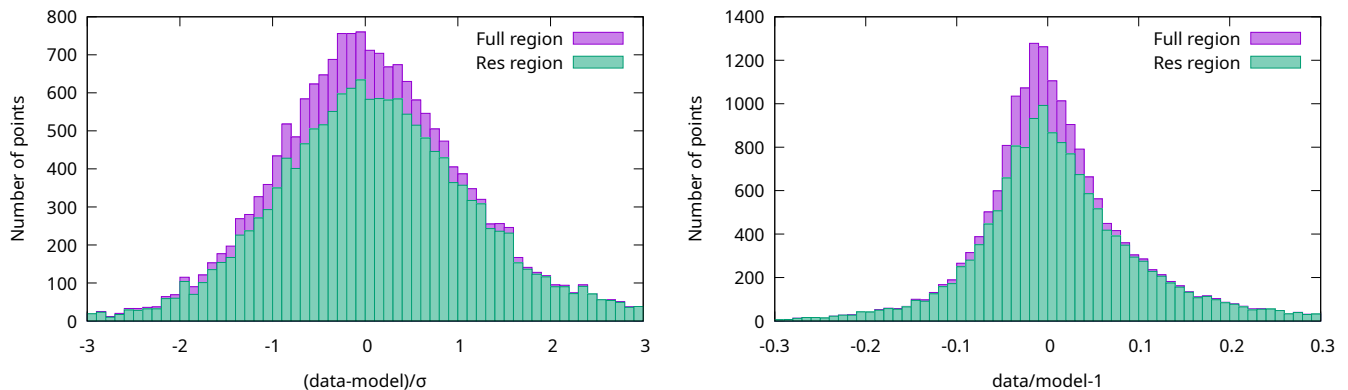 800
700
600
500
400
300
200
100
0
Number of points
Full region
Res region
-3 -2 -1 0 1 2 3
(data-model)/σ
1400
1200
1000
800
600
400
200
0
Number of points
Full region
Res region
-0.3 -0.2 -0.1 0 0.1 0.2 0.3
data/model-1